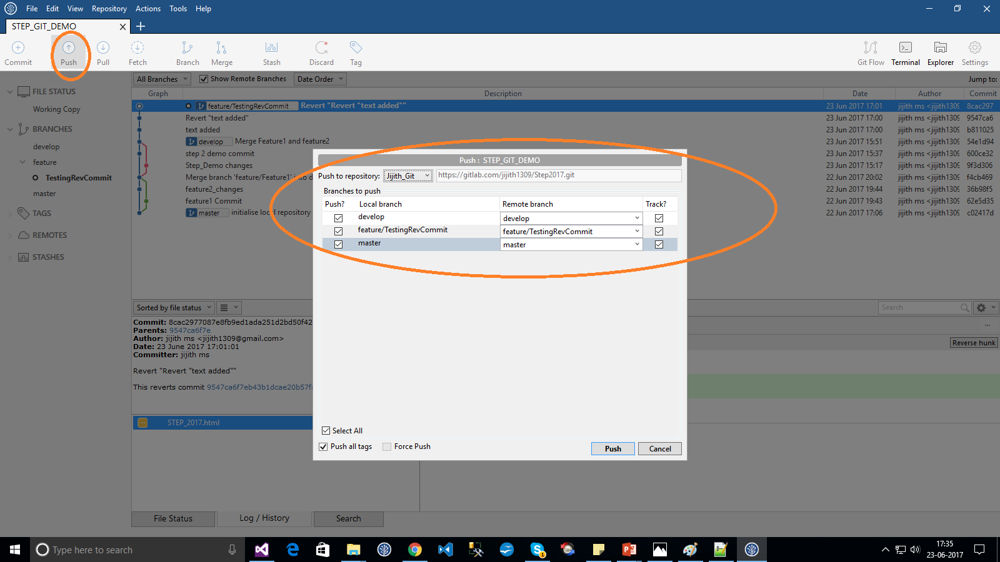 File Edit View Repository Actions Tools Help
STEP_GIT_DEMO
Commit Push Pull Fetch Branch Merge Stash Discard Tag Git Flow Terminal Explorer Settings
All Branches Show Remote Branches Date Order Jump to:
Graph Description Date Author Commit
feature/TestingRevCommit Revert "Revert "text added"" 23 Jun 2017 17:01 jijith ms <jijith1309 8cac297
Revert "text added" 23 Jun 2017 17:00 jijith ms <jijith1309 9547ca6
text added 23 Jun 2017 17:00 jijith ms <jijith1309 b811025
develop Merge Feature1 and feature2 23 Jun 2017 15:51 jijith ms <jijith1309 54e1d94
step 2 demo commit 23 Jun 2017 15:37 jijith ms <jijith1309 600ce32
Step_Demo changes 23 Jun 2017 15:17 jijith ms <jijith1309 9f3d306
Merge branch 'feature/Feature1' into d 22 Jun 2017 20:02 jijith ms <jijith1309 f4cb469
feature2_changes 22 Jun 2017 19:44 jijith ms <jijith1309 36b98f5
feature1 Commit 22 Jun 2017 19:43 jijith ms <jijith1309 62e5d35
master initialise local repository 22 Jun 2017 17:06 jijith ms <jijith1309 c02417d
FILE STATUS
Working Copy
BRANCHES
develop
feature
TestingRevCommit
master
TAGS
REMOTES
STASHES
Push : STEP_GIT_DEMO
Push to repository: Jijith_Git https://gitlab.com/jijith1309/Step2017.git
Branches to push
Push? Local branch Remote branch Track?
develop develop
feature/TestingRevCommit feature/TestingRevCommit
master master
Select All
Push all tags Force Push Push Cancel
Sorted by file status Search
Commit: 8cac2977087e8fb9ed1ada251d2bd50f42
Parents: 9547ca6f7e
Author: jijith ms <jijith1309@gmail.com>
Date: 23 June 2017 17:01:01
Committer: jijith ms
Revert "Revert "text added""
This reverts commit 9547ca6f7eb43b1dcae20b57f
Reverse hunk
STEP_2017.html
File Status Log / History Search
Type here to search
17:35
23-06-2017